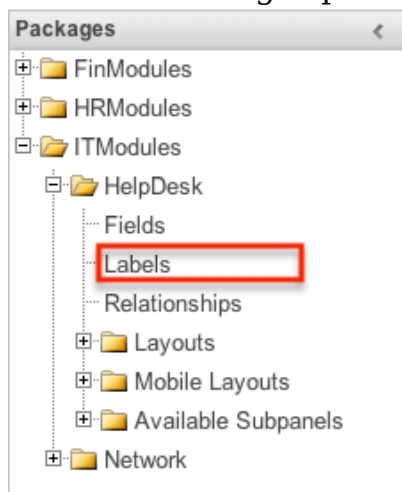 Packages
FinModules
HRModules
ITModules
HelpDesk
Fields
Labels
Relationships
Layouts
Mobile Layouts
Available Subpanels
Network